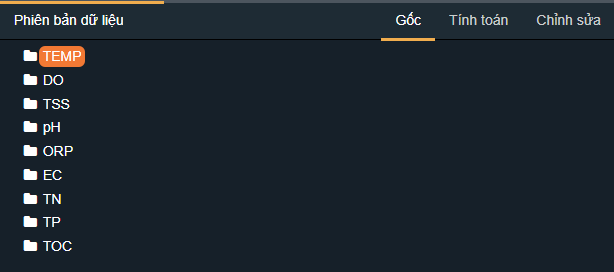 Phiên bản dữ liệu Gốc Tính toán Chỉnh sửa
TEMP
DO
TSS
pH
ORP
EC
TN
TP
TOC